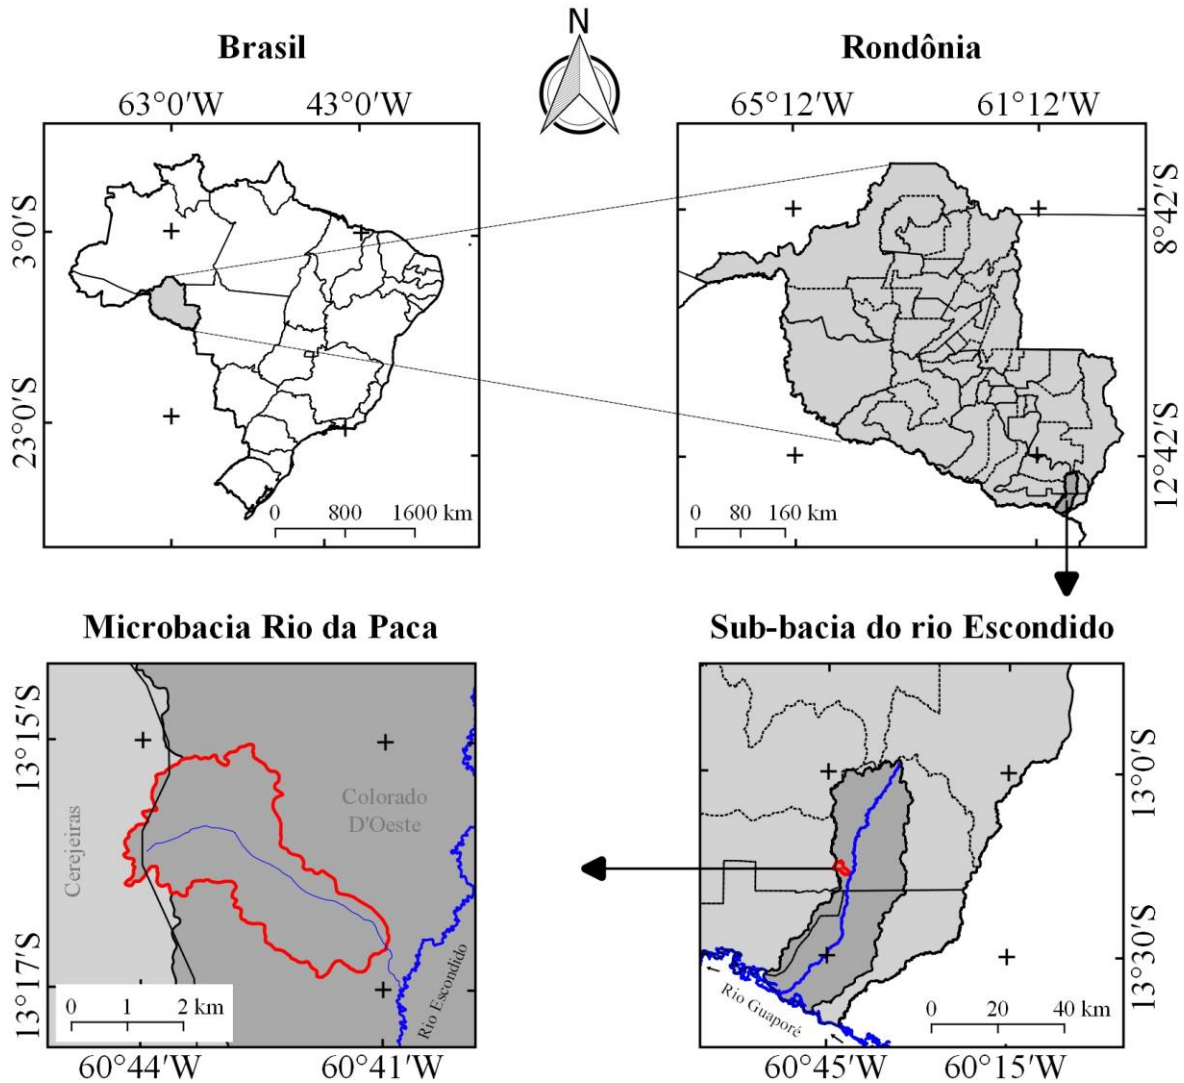 Brasil
N
Rondônia
63°0'W 43°0'W
65°12'W 61°12'W
3°0'S
23°0'S
8°42'S
12°42'S
0 800 1600 km
0 80 160 km
Microbacia Rio da Paca
Sub-bacia do rio Escondido
13°15'S
13°17'S
Cerejeiras
Colorado
D'Oeste
Rio Escondido
0 1 2 km
60°44'W 60°41'W
13°0'S
13°30'S
Rio Guaporé
0 20 40 km
60°45'W 60°15'W